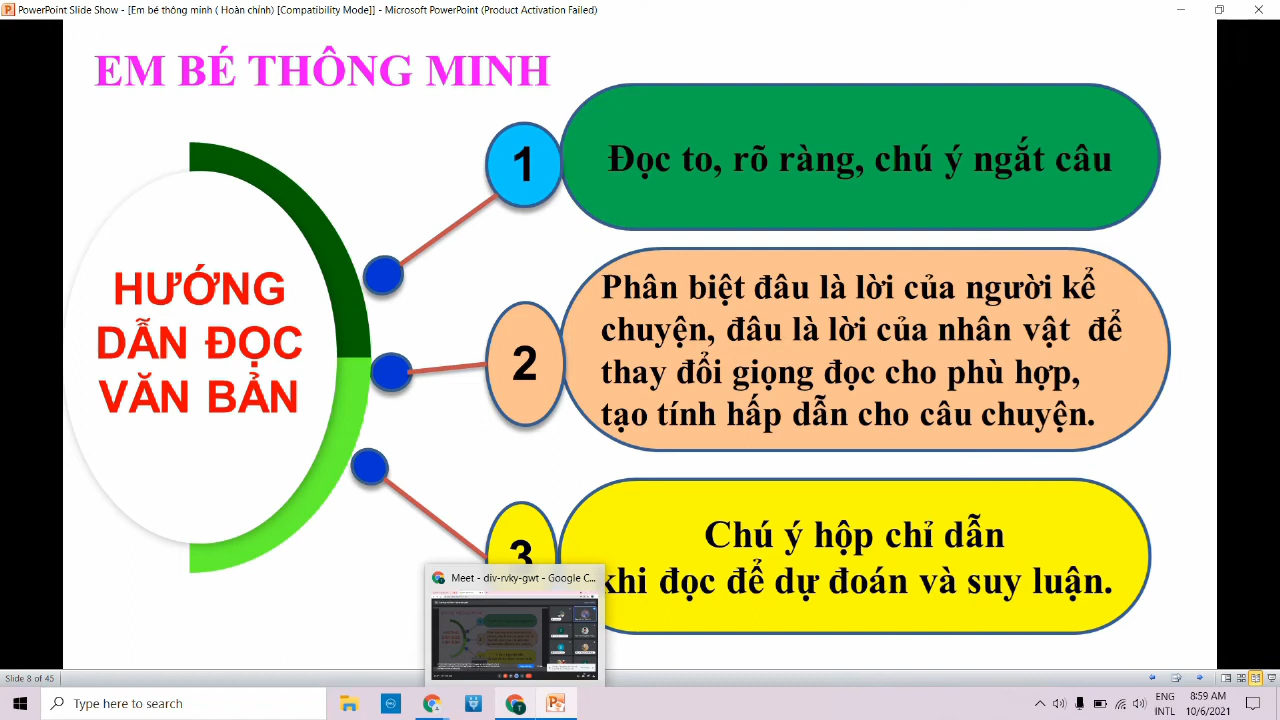 PowerPoint Slide Show - [Em bé thông minh ( Hoàn chính) [Compatibility Mode]] - Microsoft PowerPoint (Product Activation Failed)
EM BÉ THÔNG MINH
HƯỚNG
DẪN ĐỌC
VĂN BẢN
1
Đọc to, rõ ràng, chú ý ngắt câu
2
Phân biệt đâu là lời của người kể
chuyện, đâu là lời của nhân vật để
thay đổi giọng đọc cho phù hợp,
tạo tính hấp dẫn cho câu chuyện.
3
Chú ý hộp chỉ dẫn
khi đọc để dự đoán và suy luận.
Meet - div-rvky-gwt - Google C...
Slide 8 of 45
Type here to search
ENG
INTL
8:59 AM
10/6/2021